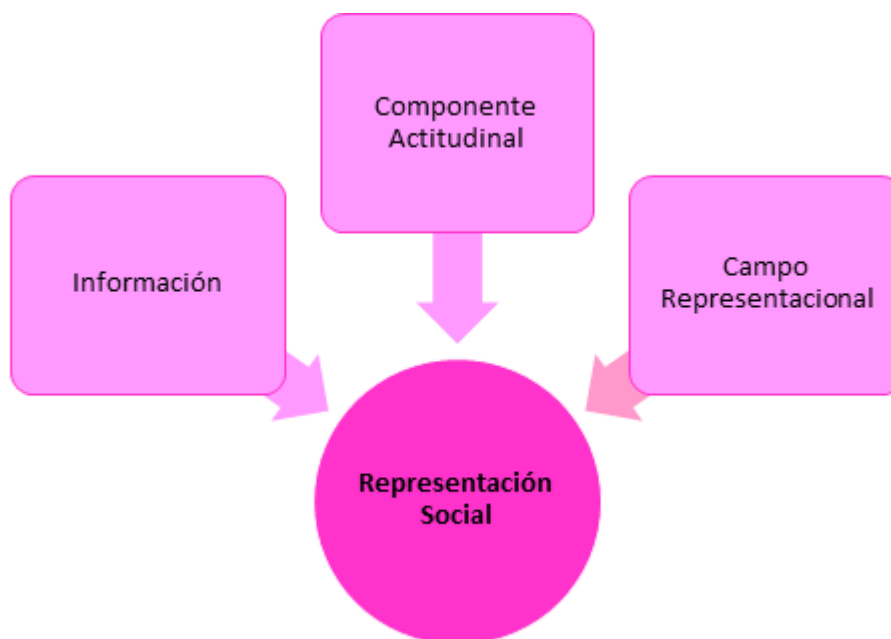 Componente
Actitudinal
Información
Campo
Representacional
Representación
Social